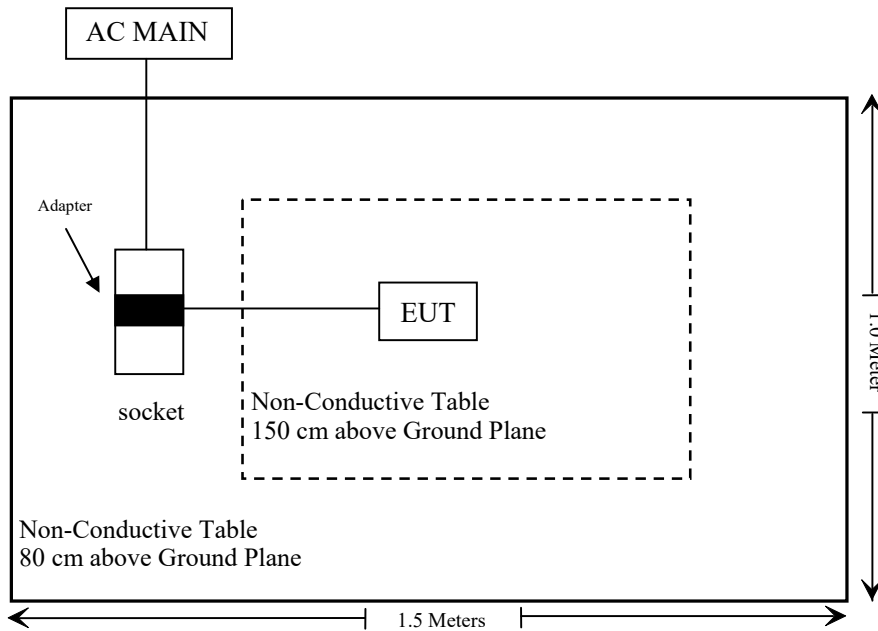 AC MAIN
Adapter
EUT
socket
Non-Conductive Table
150 cm above Ground Plane
Non-Conductive Table
80 cm above Ground Plane
1.0 Meter
1.5 Meters